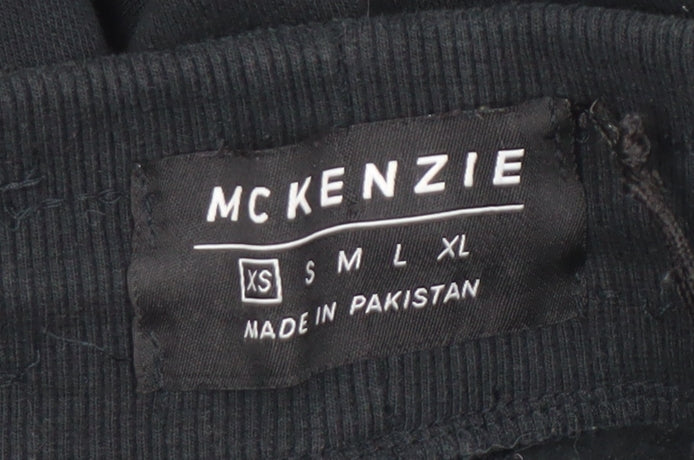 MCKENZIE
XS S M L XL
MADE IN PAKISTAN